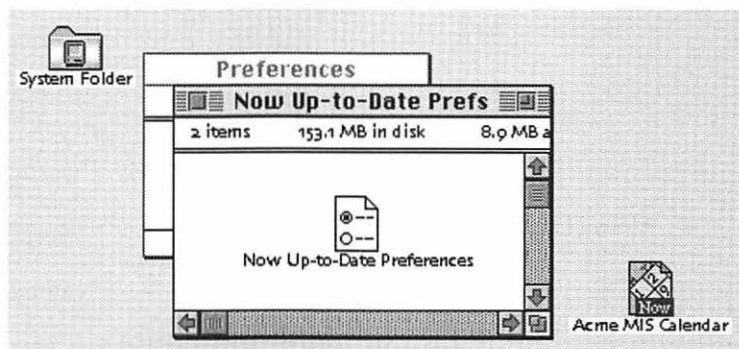 System Folder
Preferences
Now Up-to-Date Prefs
2 items 153.1 MB in disk 8.9 MB a
Now Up-to-Date Preferences
Now
Acme MIS Calendar